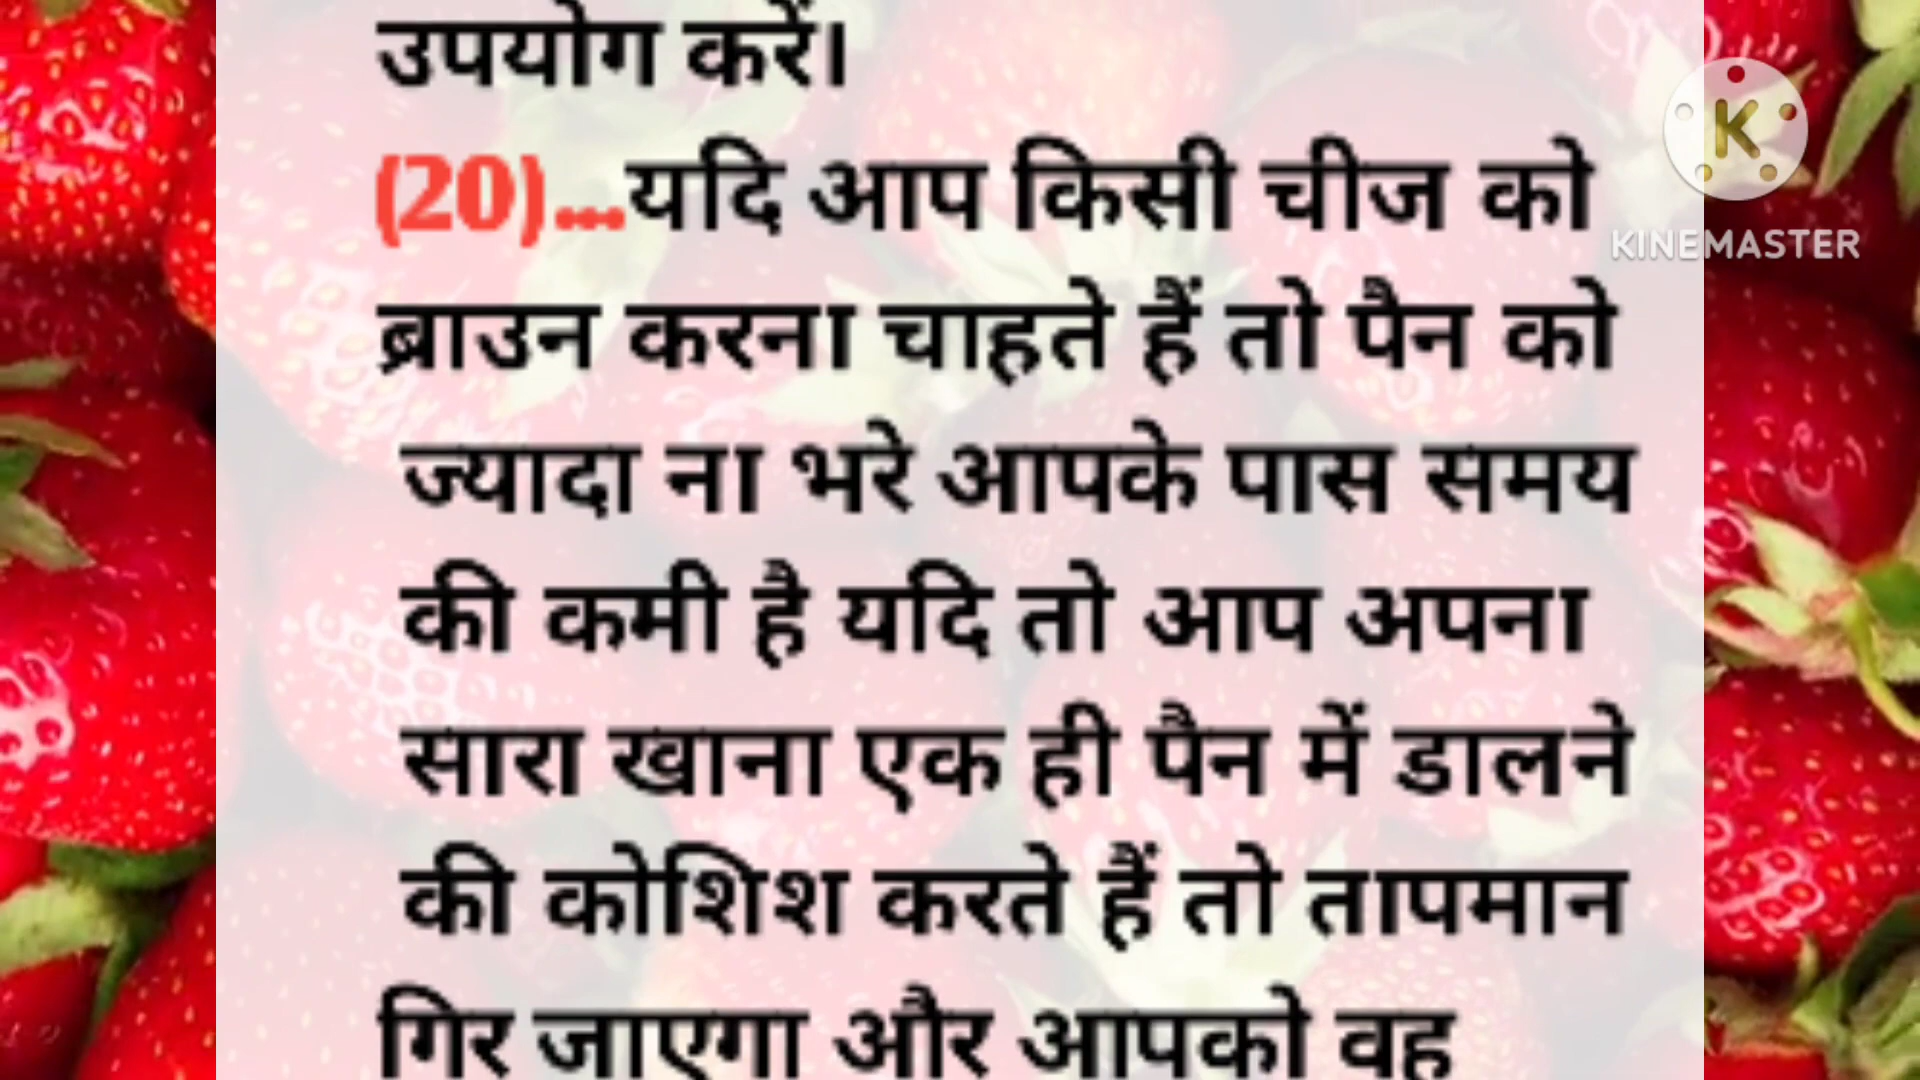 उपयोग करें।
(20)...यदि आप किसी चीज को
ब्राउन करना चाहते हैं तो पैन को
ज्यादा ना भरे आपके पास समय
की कमी है यदि तो आप अपना
सारा खाना एक ही पैन में डालने
की कोशिश करते हैं तो तापमान
गिर जाएगा और आपको वह
K
KINEMASTER